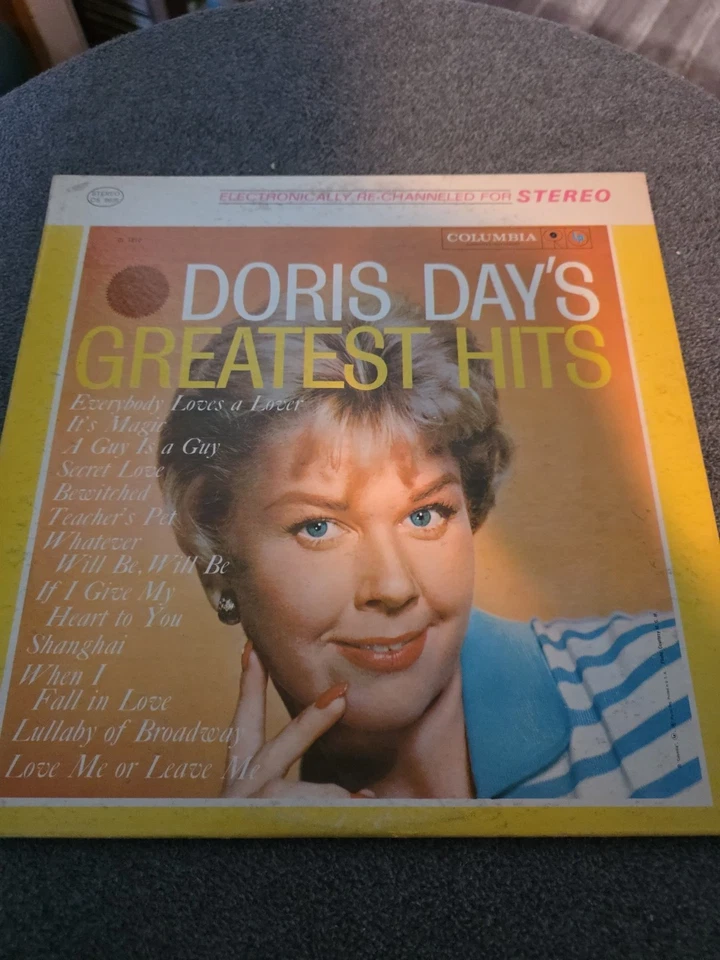 STEREO
ELECTRONICALLY RE-CHANNELED FOR STEREO
COLUMBIA
DORIS DAY'S
GREATEST HITS
Everybody Loves a Lover
It's Magic
A Guy Is a Guy
Secret Love
Bewitched
Teacher's Pet
Whatever
Will Be, Will Be
If I Give My
Heart to You
Shanghai
When I
Fall in Love
Lullaby of Broadway
Love Me or Leave Me